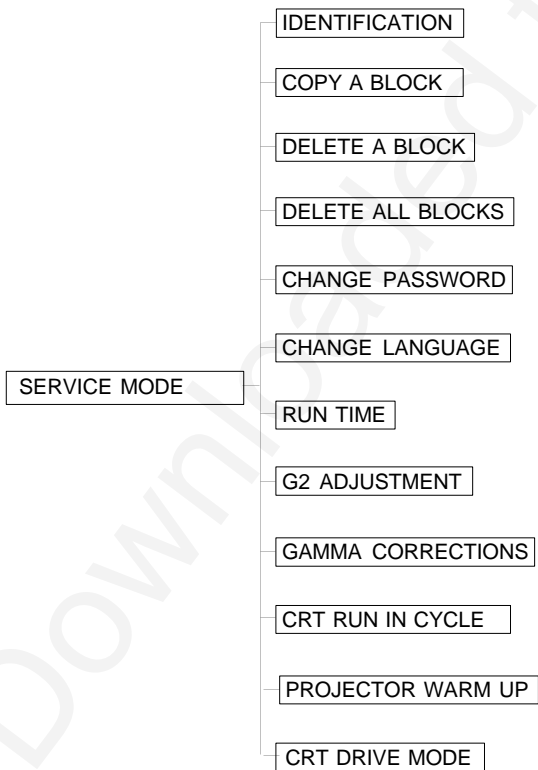 IDENTIFICATION
COPY A BLOCK
DELETE A BLOCK
DELETE ALL BLOCKS
CHANGE PASSWORD
CHANGE LANGUAGE
SERVICE MODE
RUN TIME
G2 ADJUSTMENT
GAMMA CORRECTIONS
CRT RUN IN CYCLE
PROJECTOR WARM UP
CRT DRIVE MODE
Downloaded